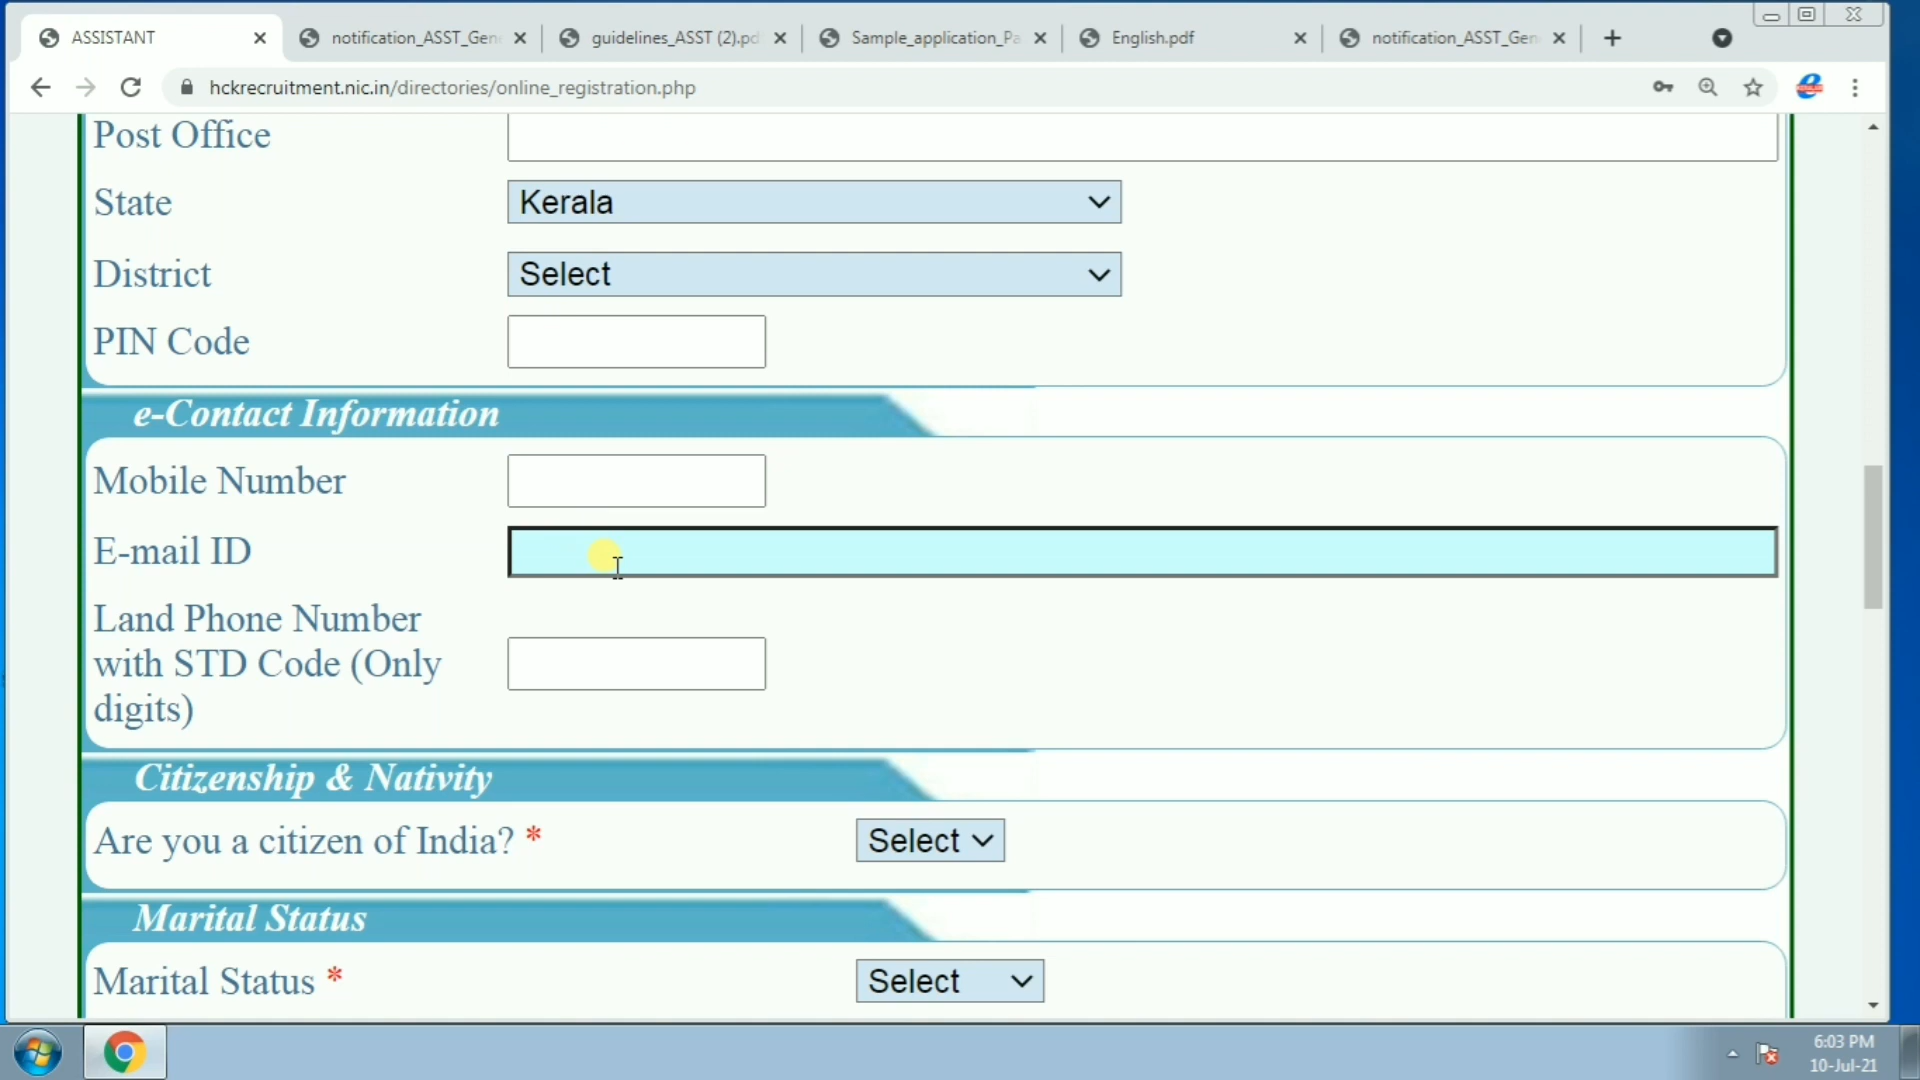 ASSISTANT
notification_ASST_Gen
guidelines_ASST (2).pd
Sample_application_Pa
English.pdf
notification_ASST_Gen
hckrecruitment.nic.in/directories/online_registration.php
Post Office
State
Kerala
District
Select
PIN Code
e-Contact Information
Mobile Number
E-mail ID
Land Phone Number
with STD Code (Only
digits)
Citizenship & Nativity
Are you a citizen of India? *
Select
Marital Status
Marital Status *
Select
6:03 PM
10-Jul-21